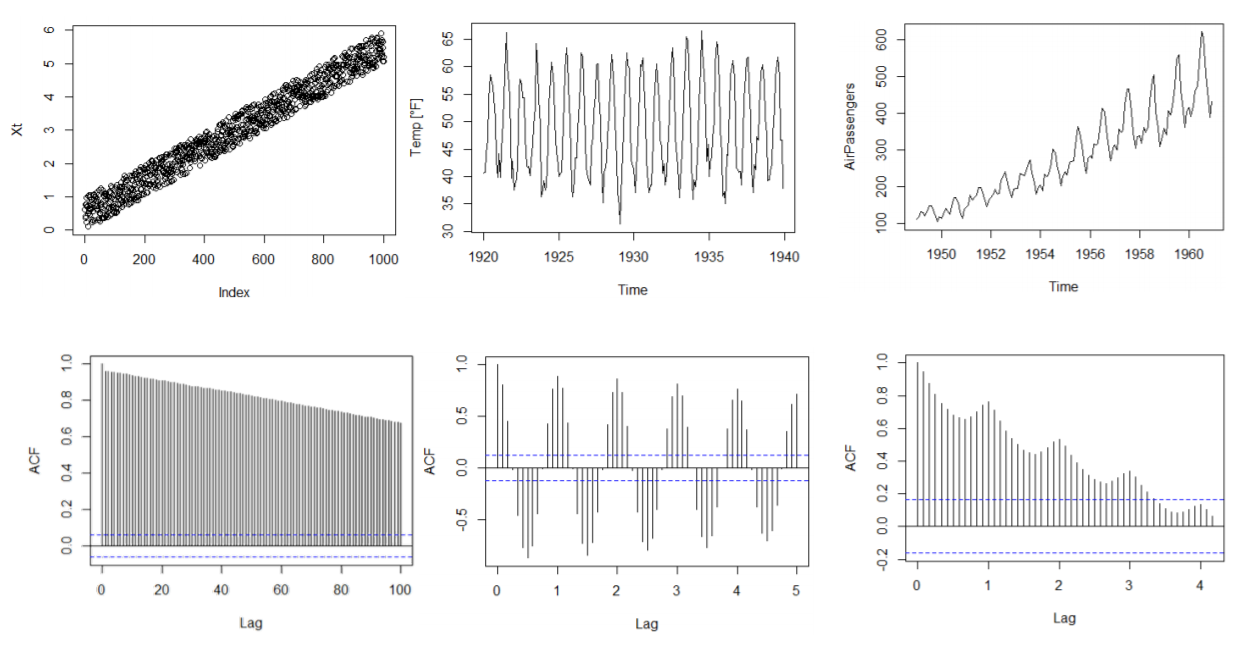 Xt
0 1 2 3 4 5 6
0 200 400 600 800 1000
Index
Temp [°F]
30 35 40 45 50 55 60 65
1920 1925 1930 1935 1940
Time
AirPassengers
100 200 300 400 500 600
1950 1952 1954 1956 1958 1960
Time
ACF
0.0 0.2 0.4 0.6 0.8 1.0
0 20 40 60 80 100
Lag
ACF
-0.5 0.0 0.5 1.0
0 1 2 3 4 5
Lag
ACF
-0.2 0.0 0.2 0.4 0.6 0.8 1.0
0 1 2 3 4
Lag